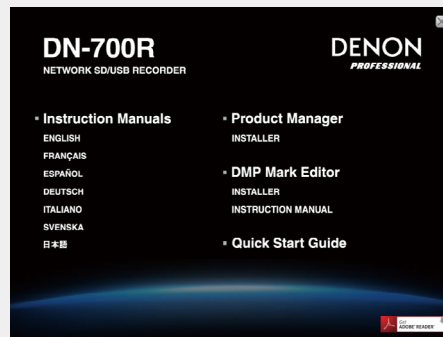 DN-700R
NETWORK SD/USB RECORDER
DENON
PROFESSIONAL
Instruction Manuals
ENGLISH
FRANÇAIS
ESPAÑOL
DEUTSCH
ITALIANO
SVENSKA
日本語
Product Manager
INSTALLER
DMP Mark Editor
INSTALLER
INSTRUCTION MANUAL
Quick Start Guide
Get
ADOBE® READER®